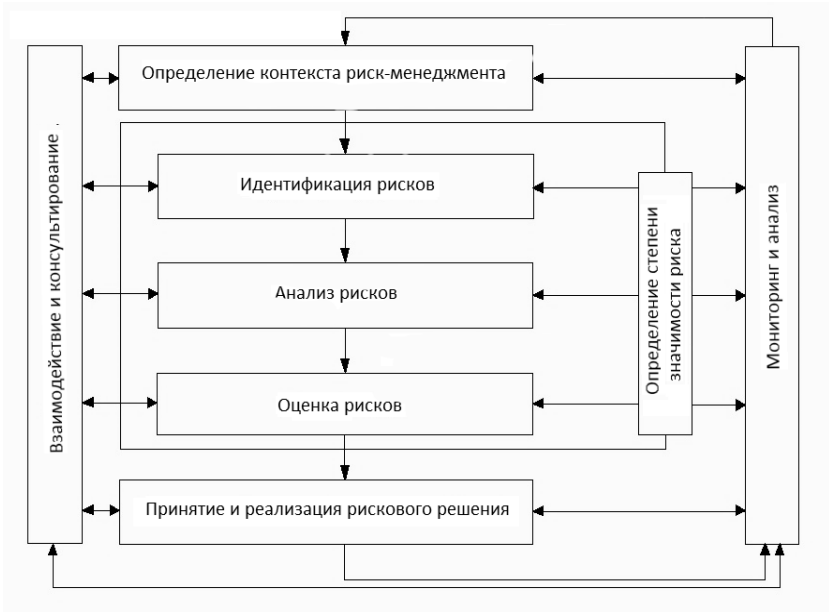 Определение контекста риск-менеджмента
Взаимодействие и консультирование .
Идентификация рисков
Анализ рисков
Оценка рисков
Определение степени
значимости риска
Мониторинг и анализ
Принятие и реализация рискового решения